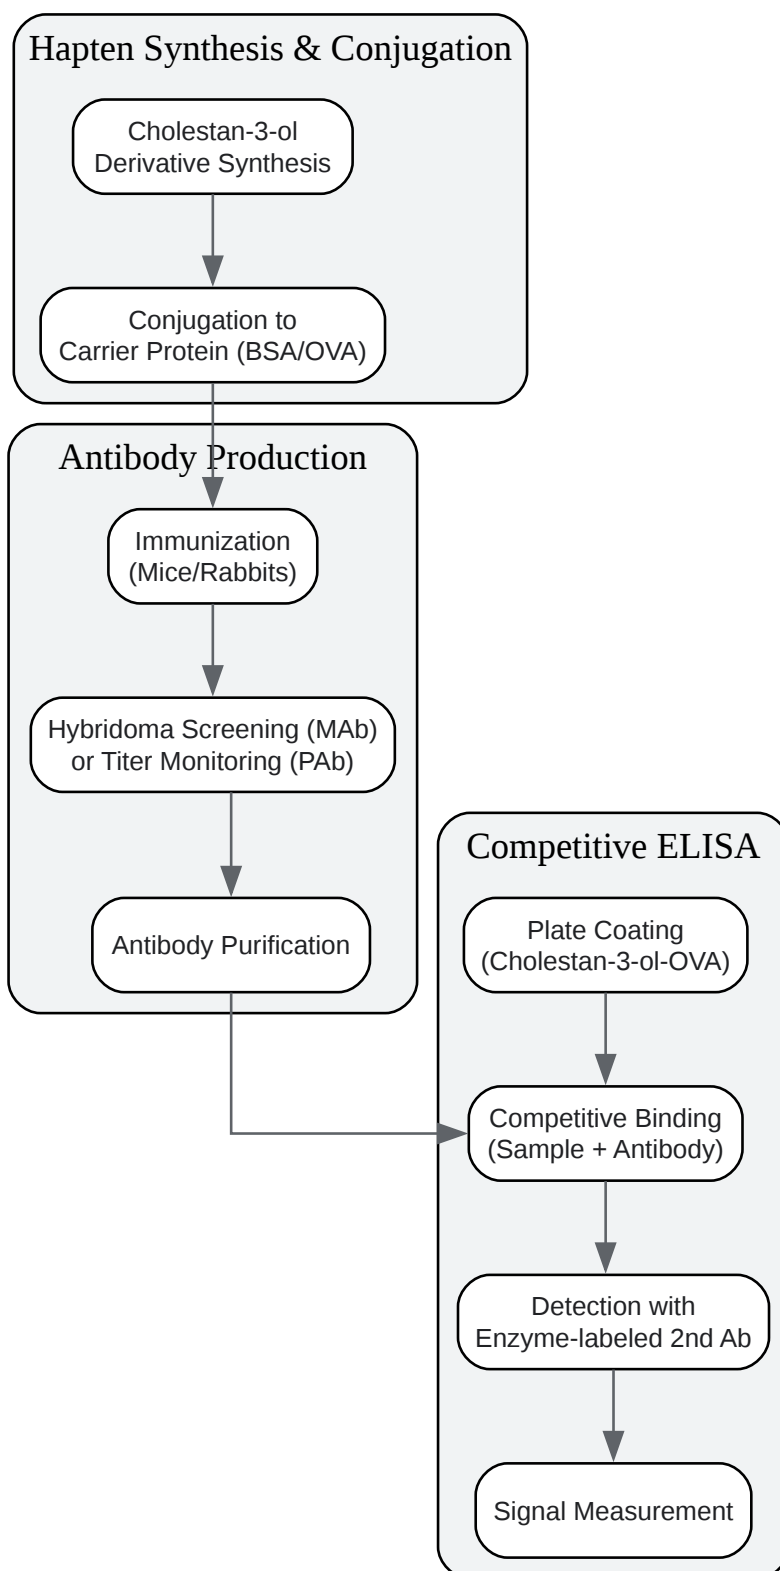 Hapten Synthesis & Conjugation
Cholestan-3-ol
Derivative Synthesis
Conjugation to
Carrier Protein (BSA/OVA)
Antibody Production
Immunization
(Mice/Rabbits)
Hybridoma Screening (MAb)
or Titer Monitoring (PAb)
Antibody Purification
Competitive ELISA
Plate Coating
(Cholestan-3-ol-OVA)
Competitive Binding
(Sample + Antibody)
Detection with
Enzyme-labeled 2nd Ab
Signal Measurement